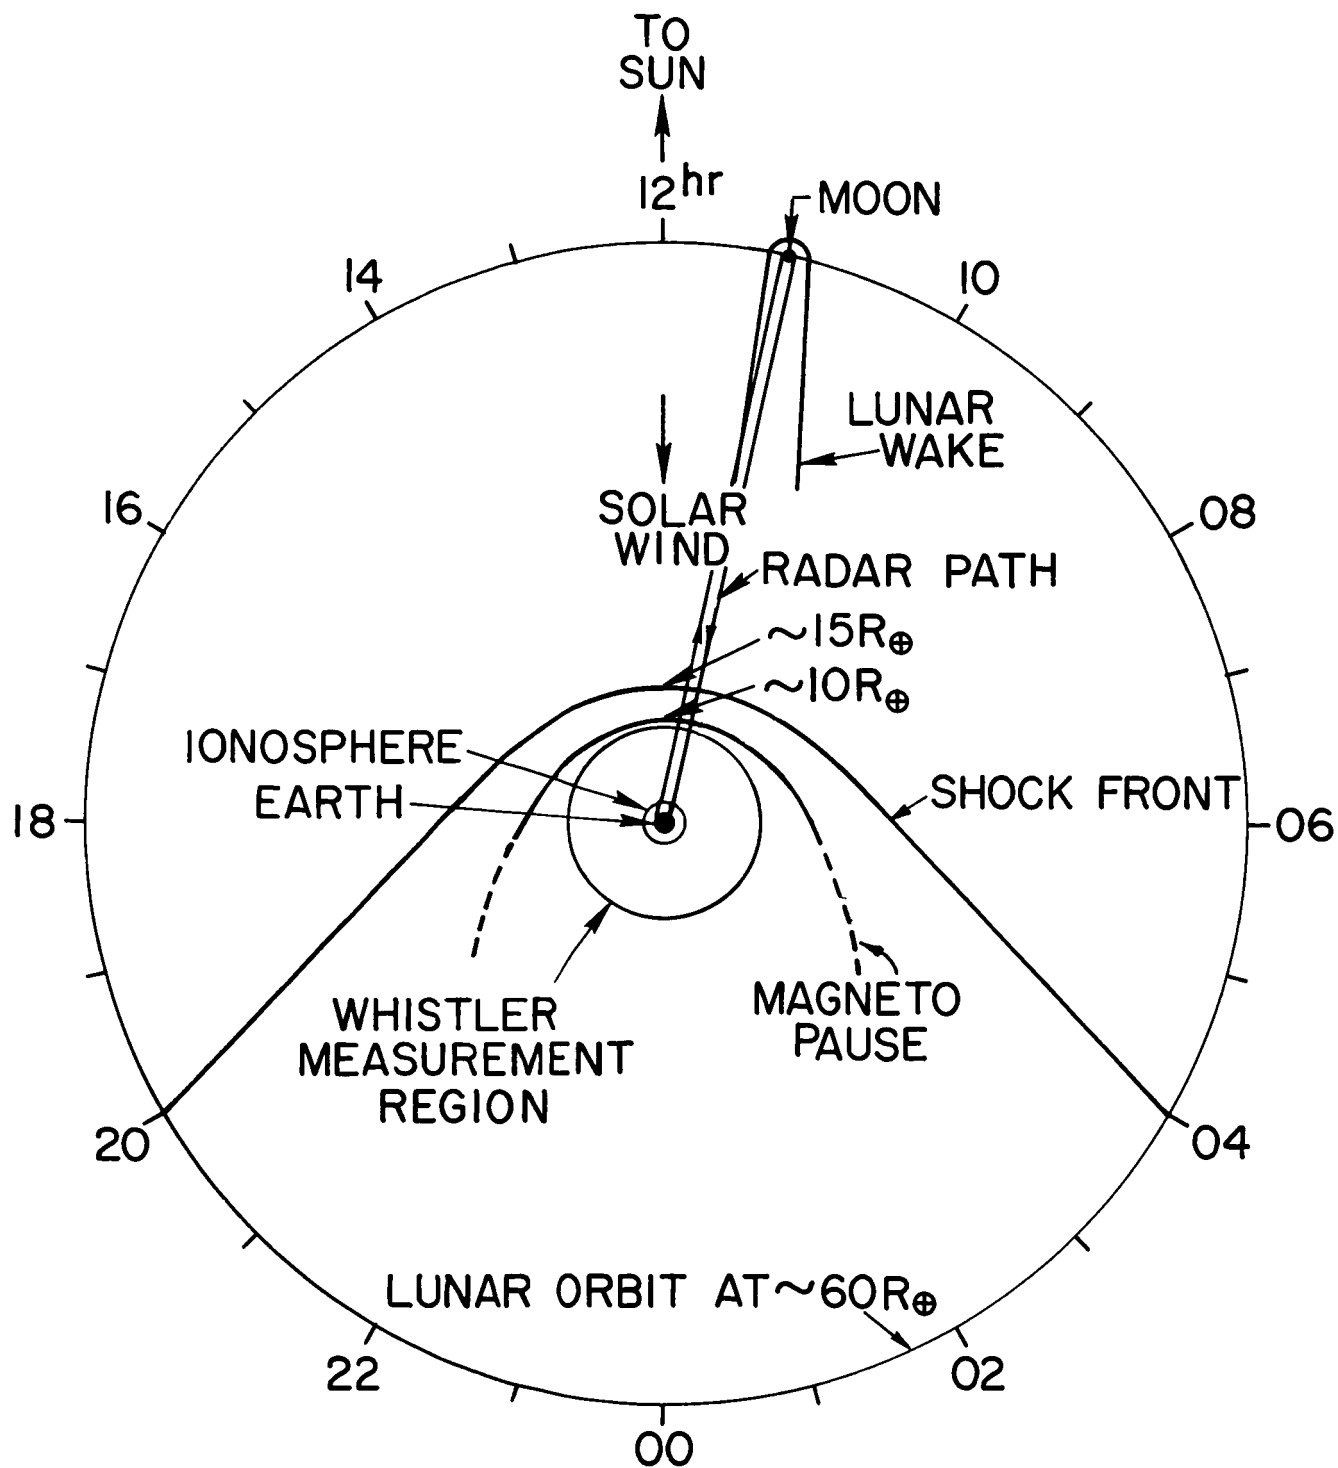 TO
SUN
12hr
MOON
14
10
LUNAR
WAKE
16
08
SOLAR
WIND
RADAR PATH
~15R⊕
~10R⊕
IONOSPHERE
EARTH
SHOCK FRONT
18
06
WHISTLER
MEASUREMENT
REGION
MAGNETO
PAUSE
20
04
LUNAR ORBIT AT ~60R⊕
22
02
00